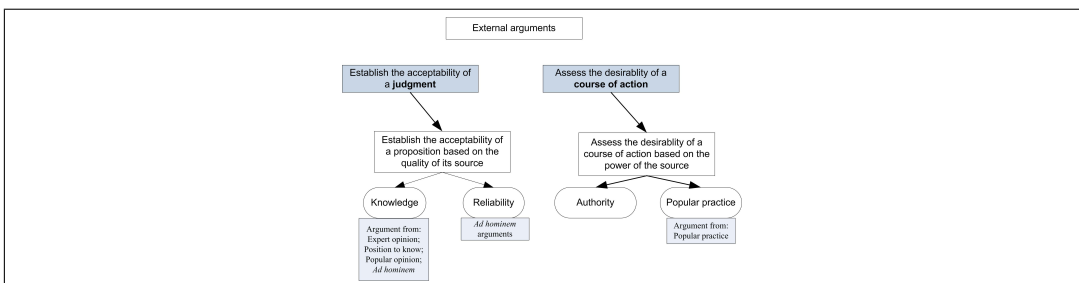 External arguments
Establish the acceptability of
a judgment
Assess the desirablity of a
course of action
Establish the acceptability of
a proposition based on the
quality of its source
Assess the desirablity of a
course of action based on the
power of the source
Knowledge
Reliability
Authority
Popular practice
Argument from:
Expert opinion;
Position to know;
Popular opinion;
Ad hominem
Ad hominem
arguments
Argument from:
Popular practice